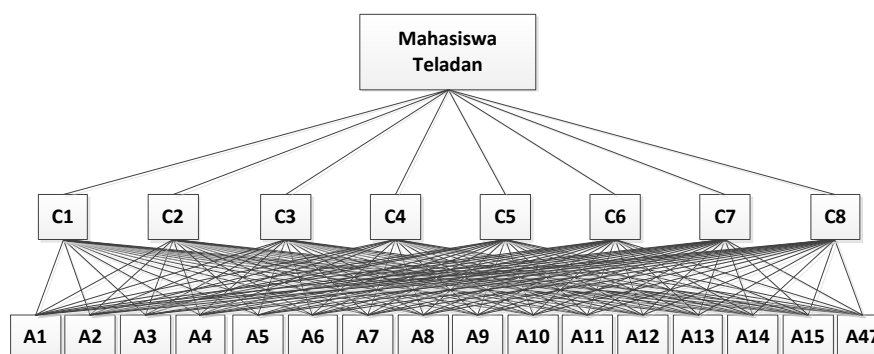 Mahasiswa
Teladan
C1 C2 C3 C4 C5 C6 C7 C8
A1 A2 A3 A4 A5 A6 A7 A8 A9 A10 A11 A12 A13 A14 A15 A47